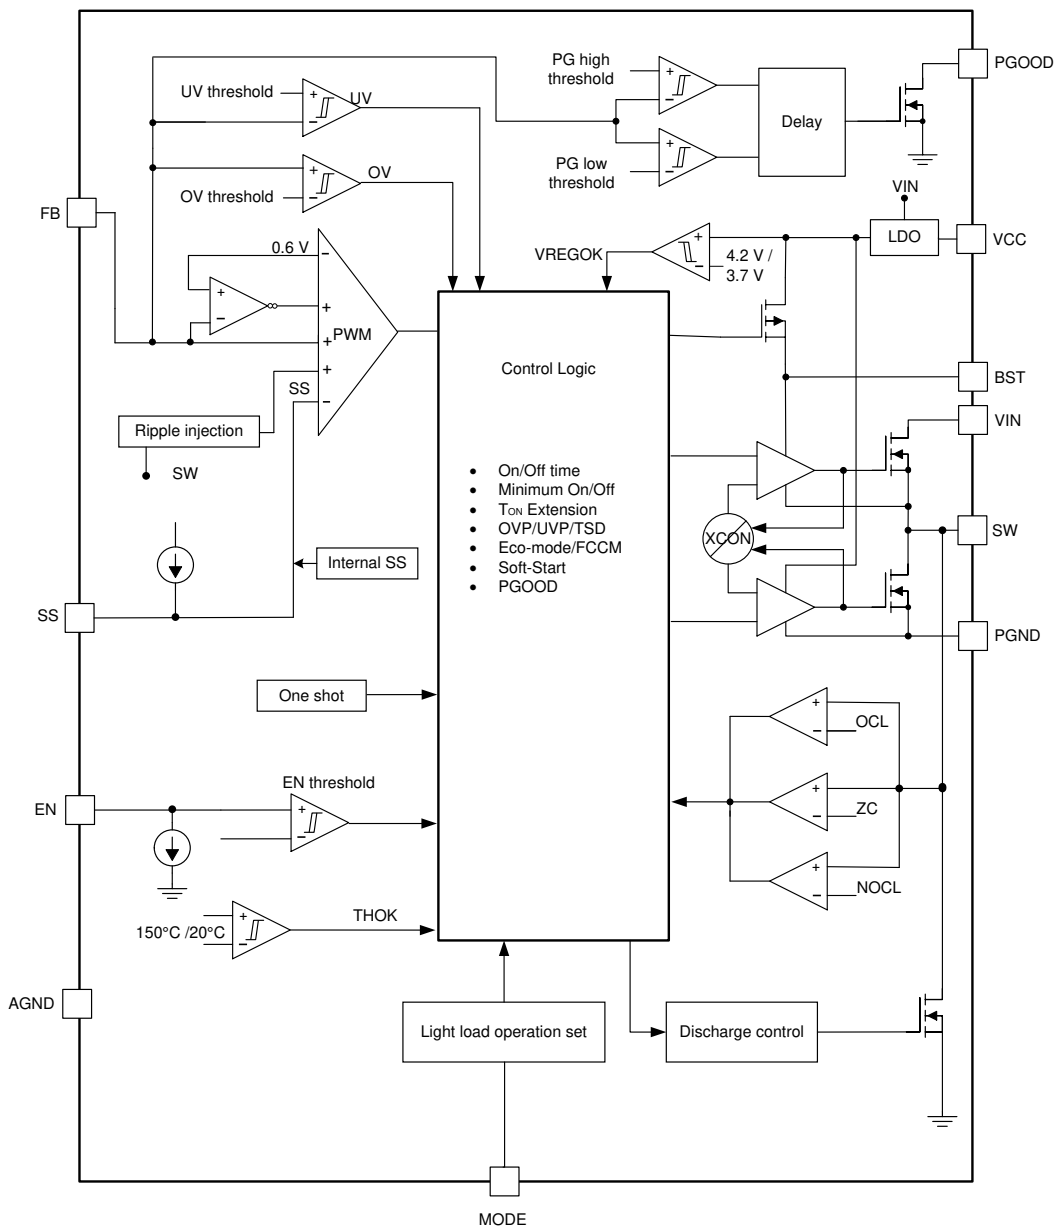 PG high
threshold
PGOOD
UV threshold
+
−
UV
+
−
Delay
+
−
OV
OV threshold
+
−
PG low
threshold
VIN
FB
0.6 V
−
LDO
VCC
VREGOK
+
−
4.2 V /
3.7 V
+
−
+
PWM
+
+
SS
−
Control Logic
BST
VIN
Ripple injection
SW
• On/Off time
• Minimum On/Off
• TON Extension
• OVP/UVP/TSD
• Eco-mode/FCCM
• Soft-Start
• PGOOD
XCON
SW
Internal SS
SS
PGND
One shot
+
−
OCL
EN threshold
EN
+
−
+
−
ZC
+
−
NOCL
THOK
150°C /20°C
+
−
AGND
Light load operation set
Discharge control
MODE